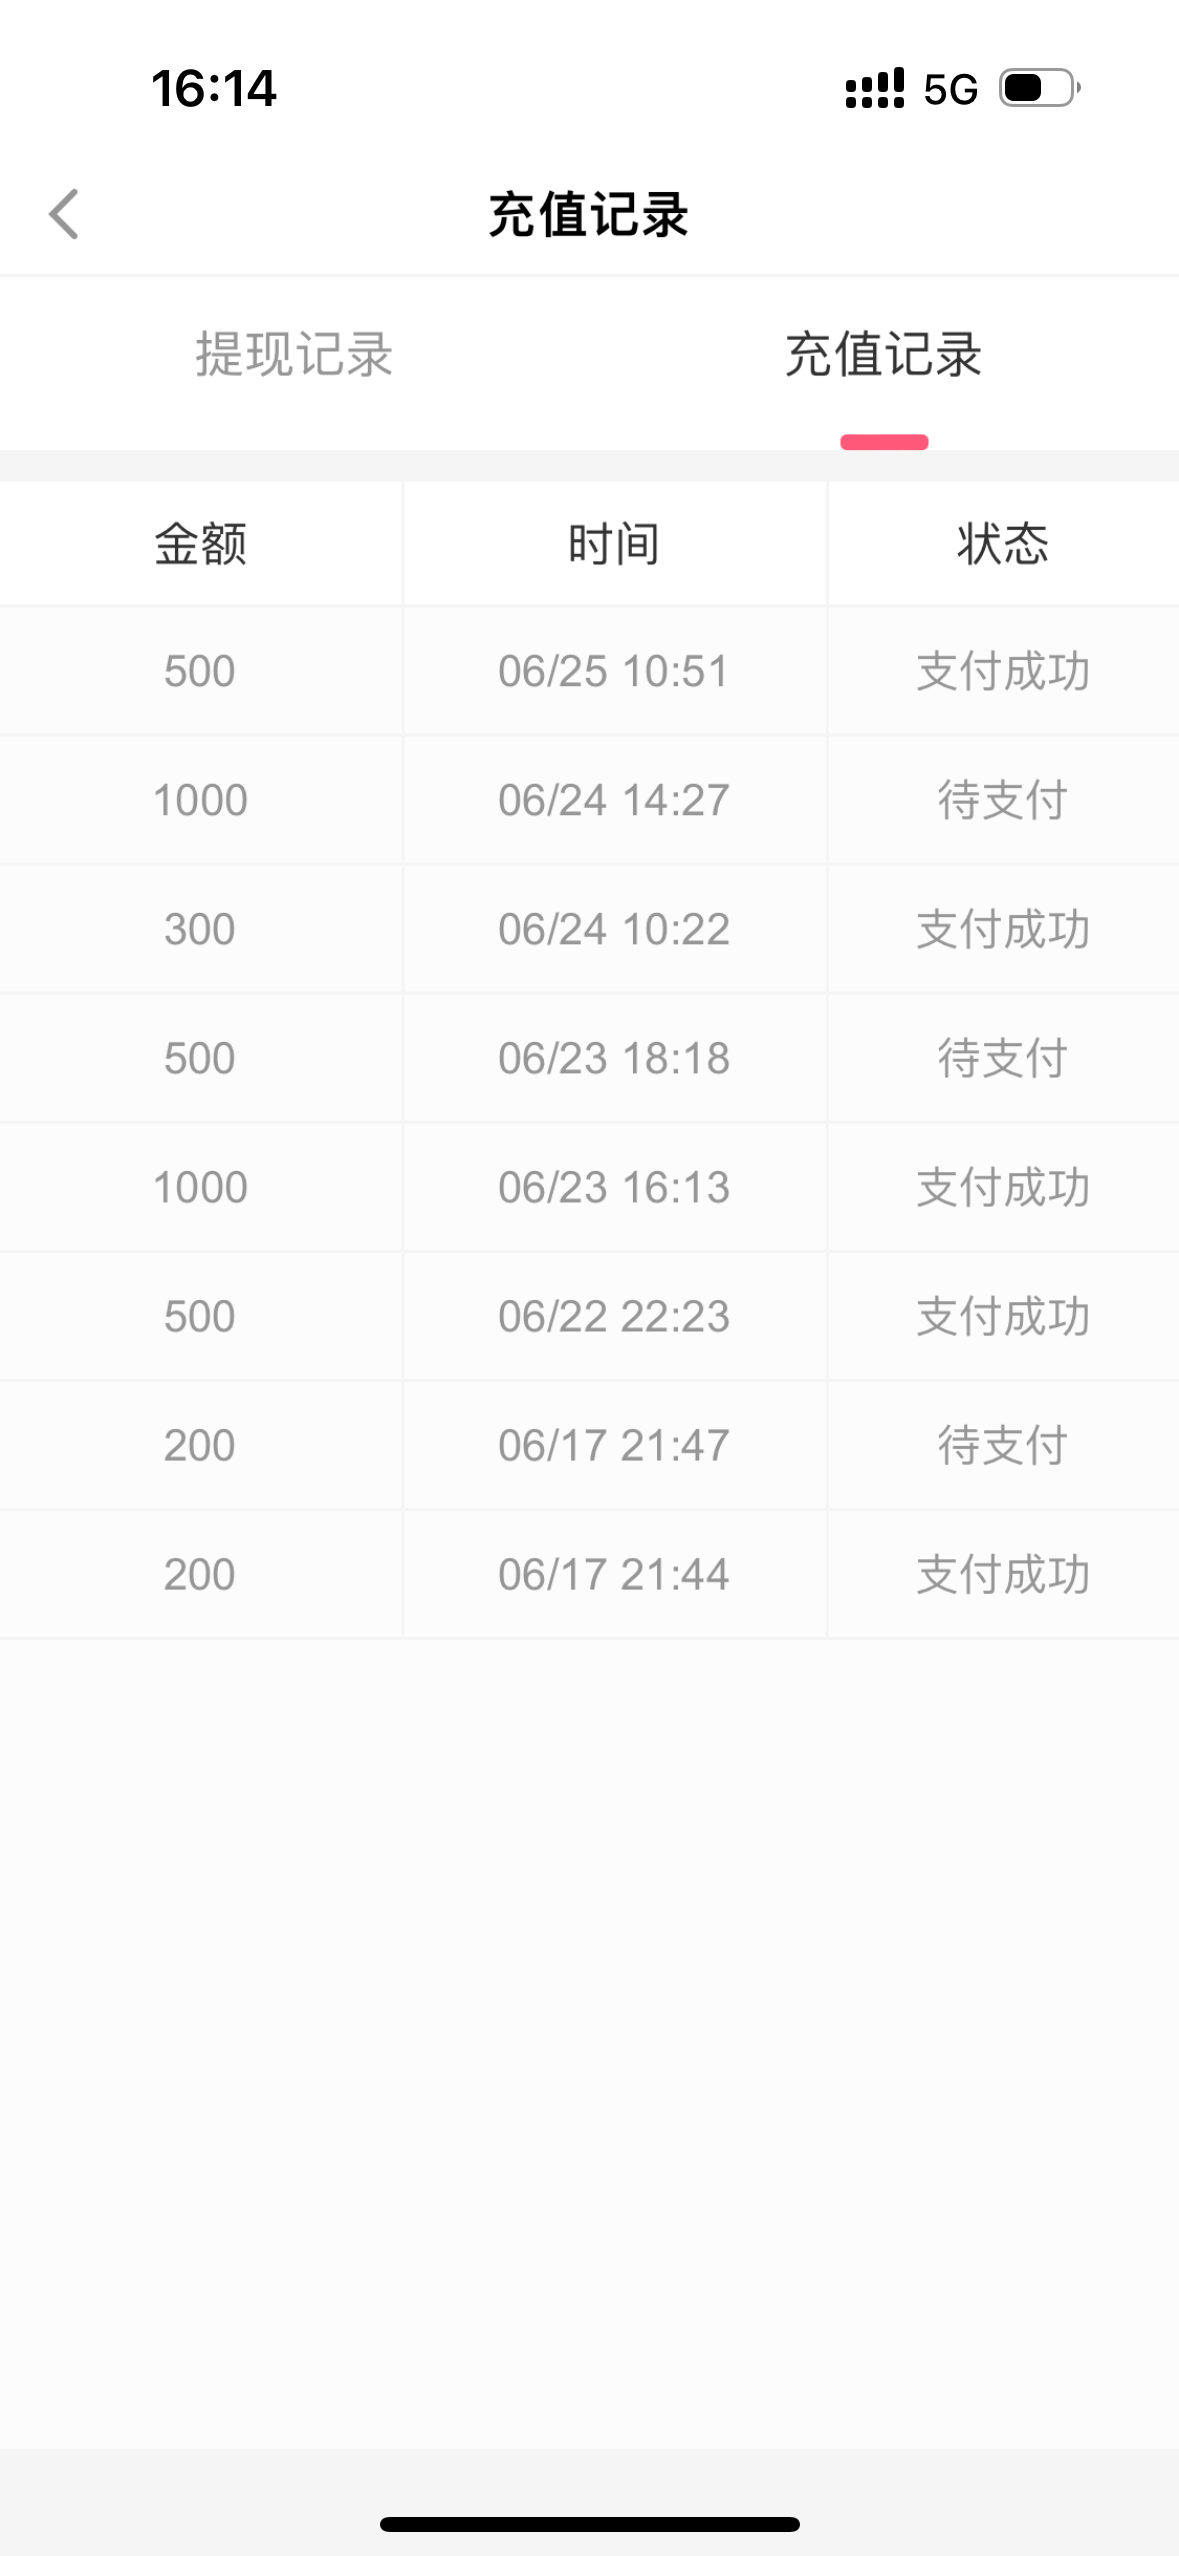 16:14
5G
充值记录
提现记录 充值记录
金额 时间 状态
500 06/25 10:51 支付成功
1000 06/24 14:27 待支付
300 06/24 10:22 支付成功
500 06/23 18:18 待支付
1000 06/23 16:13 支付成功
500 06/22 22:23 支付成功
200 06/17 21:47 待支付
200 06/17 21:44 支付成功